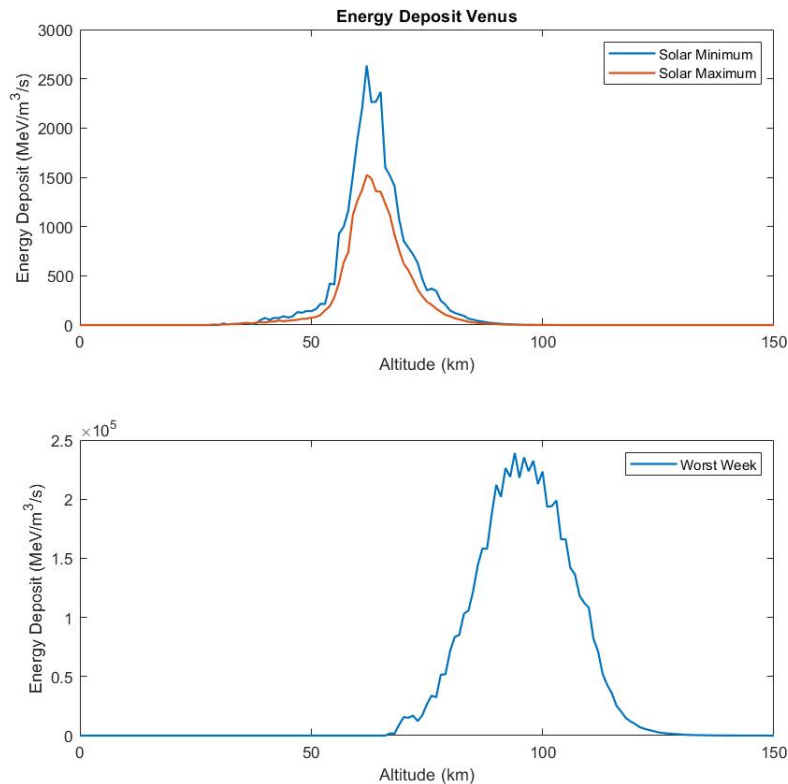 Energy Deposit Venus
3000
2500
2000
1500
1000
500
0
Energy Deposit (MeV/m³/s)
Solar Minimum
Solar Maximum
0 50 100 150
Altitude (km)
×10⁵
2.5
2
1.5
1
0.5
0
Energy Deposit (MeV/m³/s)
Worst Week
0 50 100 150
Altitude (km)